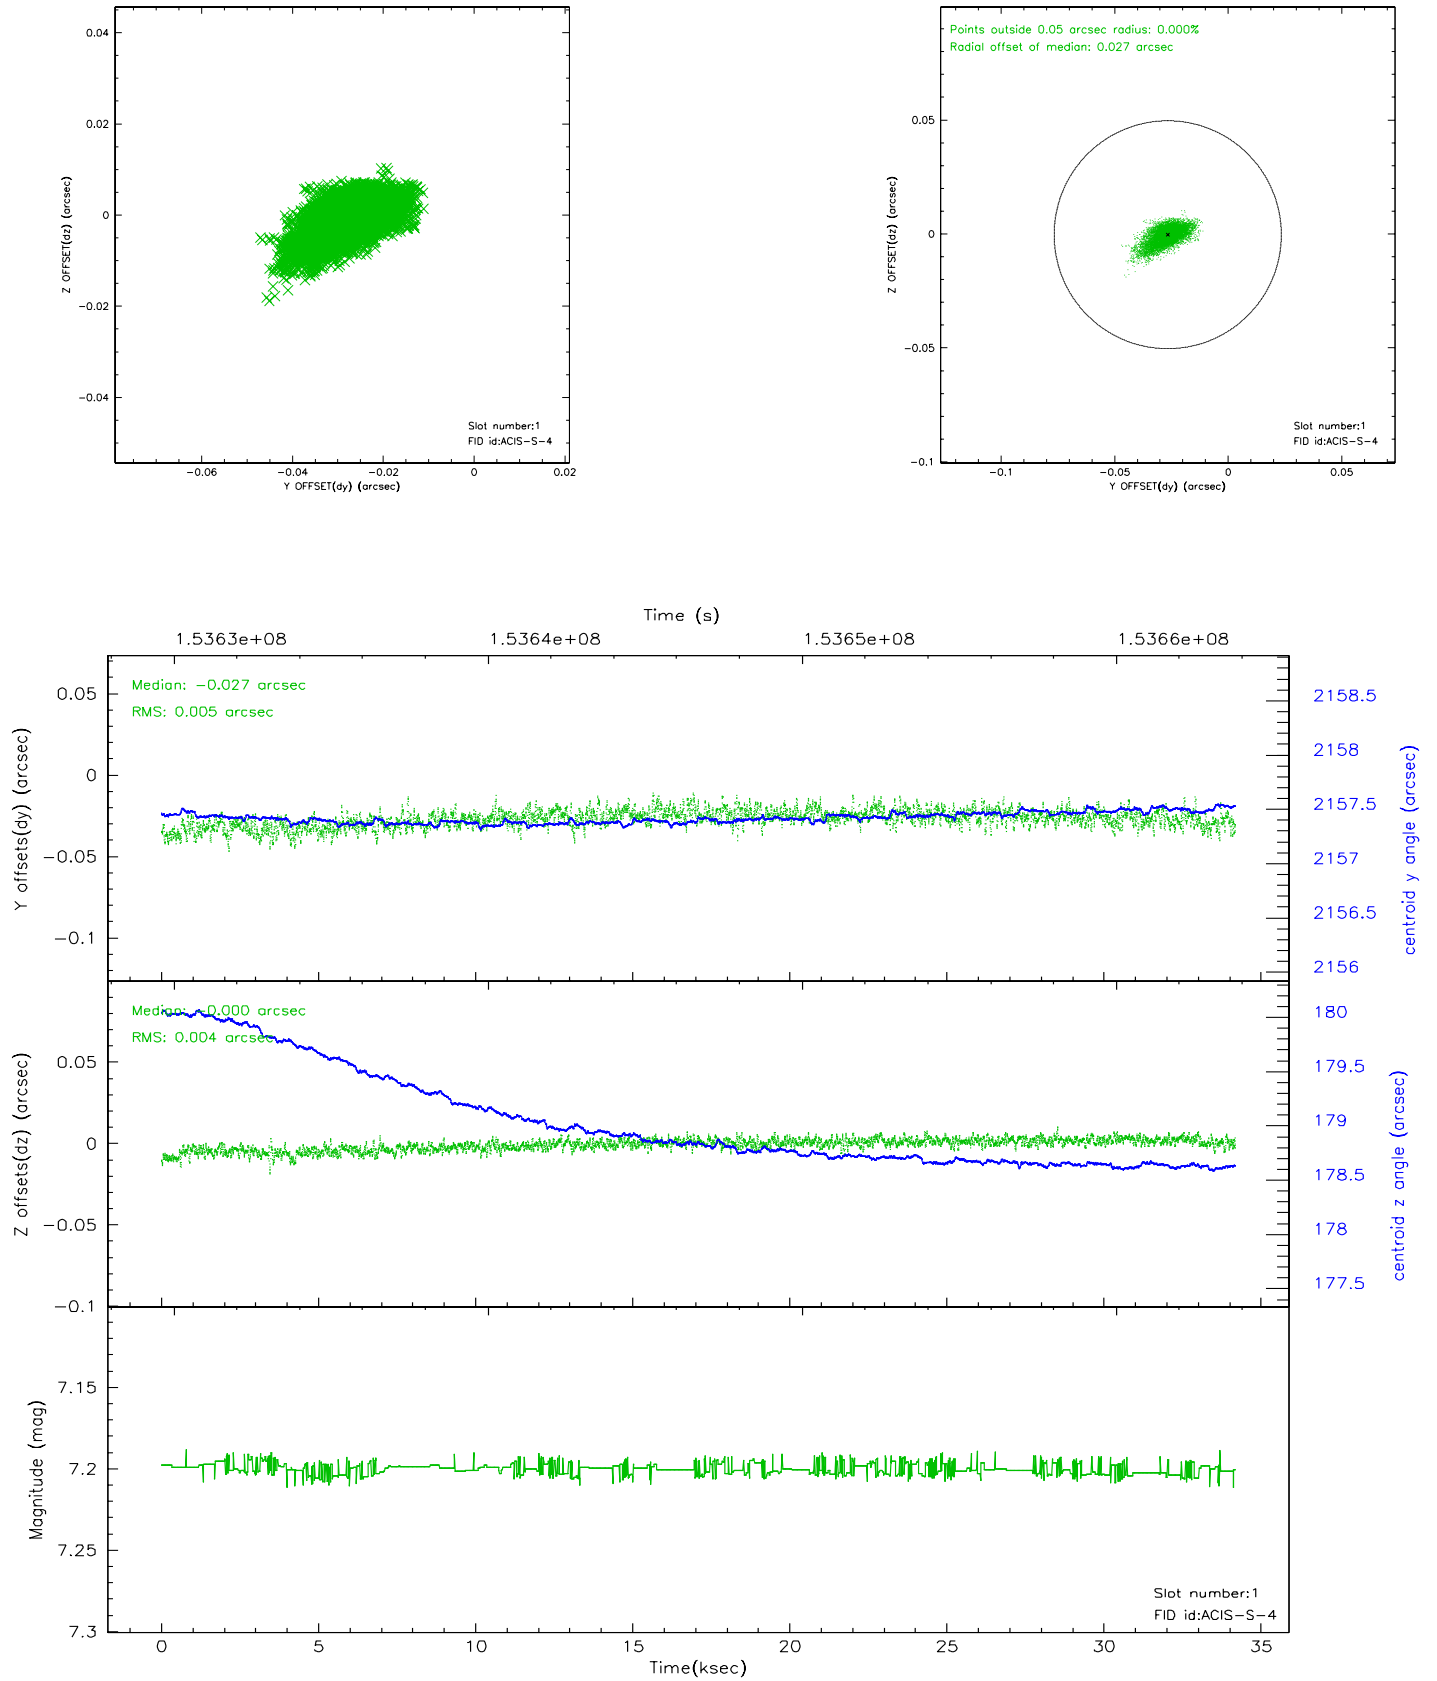 0.04
0.02
0
−0.02
−0.04
Z OFFSET(dz) (arcsec)
Slot number:1
FID id:ACIS−S−4
−0.06 −0.04 −0.02 0 0.02
Y OFFSET(dy) (arcsec)
Points outside 0.05 arcsec radius: 0.000%
Radial offset of median: 0.027 arcsec
0.05
0
−0.05
−0.1
Z OFFSET(dz) (arcsec)
Slot number:1
FID id:ACIS−S−4
−0.1 −0.05 0 0.05
Y OFFSET(dy) (arcsec)
Time (s)
1.5363e+08 1.5364e+08 1.5365e+08 1.5366e+08
Median: −0.027 arcsec
RMS: 0.005 arcsec
0.05
0
−0.05
−0.1
Y offsets(dy) (arcsec)
2158.5
2158
2157.5
2157
2156.5
2156
centroid y angle (arcsec)
Median: −0.000 arcsec
RMS: 0.004 arcsec
0.05
0
−0.05
−0.1
Z offsets(dz) (arcsec)
180
179.5
179
178.5
178
177.5
centroid z angle (arcsec)
7.15
7.2
7.25
7.3
Magnitude (mag)
Slot number:1
FID id:ACIS−S−4
0 5 10 15 20 25 30 35
Time(ksec)